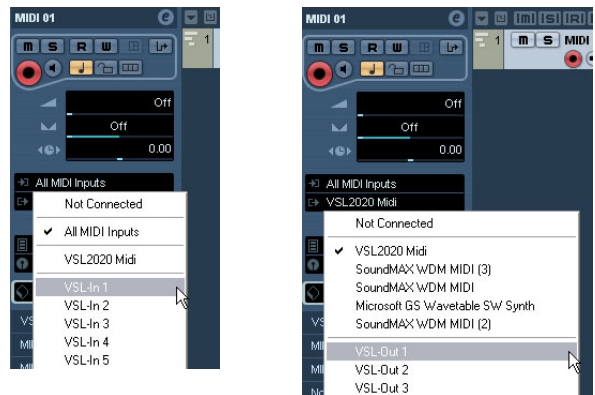 MIDI 01
M S R W
1
Off
Off
0.00
All MIDI Inputs
Not Connected
All MIDI Inputs
VSL2020 Midi
VSL-In 1
VSL-In 2
VSL-In 3
VSL-In 4
VSL-In 5
MIDI 01
M S R W
1 M S MIDI
Off
Off
0.00
All MIDI Inputs
VSL2020 Midi
Not Connected
VSL2020 Midi
SoundMAX WDM MIDI (3)
SoundMAX WDM MIDI
Microsoft GS Wavetable SW Synth
SoundMAX WDM MIDI (2)
VSL-Out 1
VSL-Out 2
VSL-Out 3